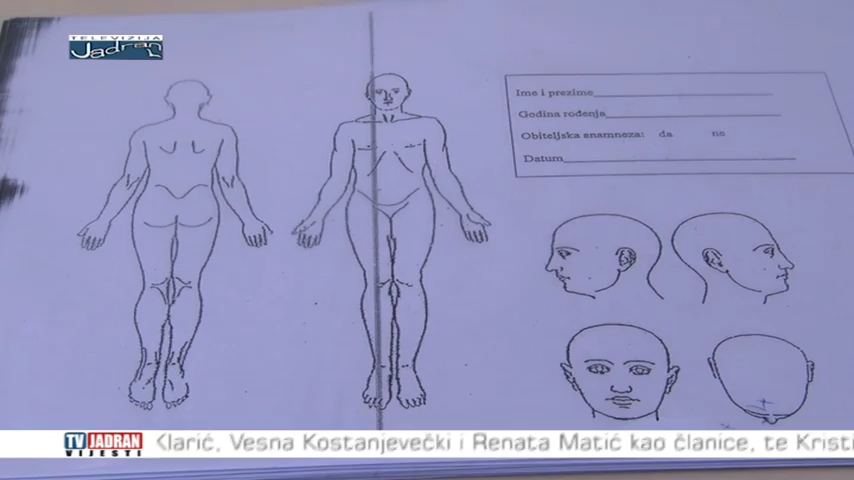 TELEVIZIJA
Jadran
Ime i prezime
Godina rođenja
Obiteljska anamneza: da ne
Datum
TV JADRAN
VIJESTI
Klarić, Vesna Kostanjevečki i Renata Matić kao članice, te Kristi